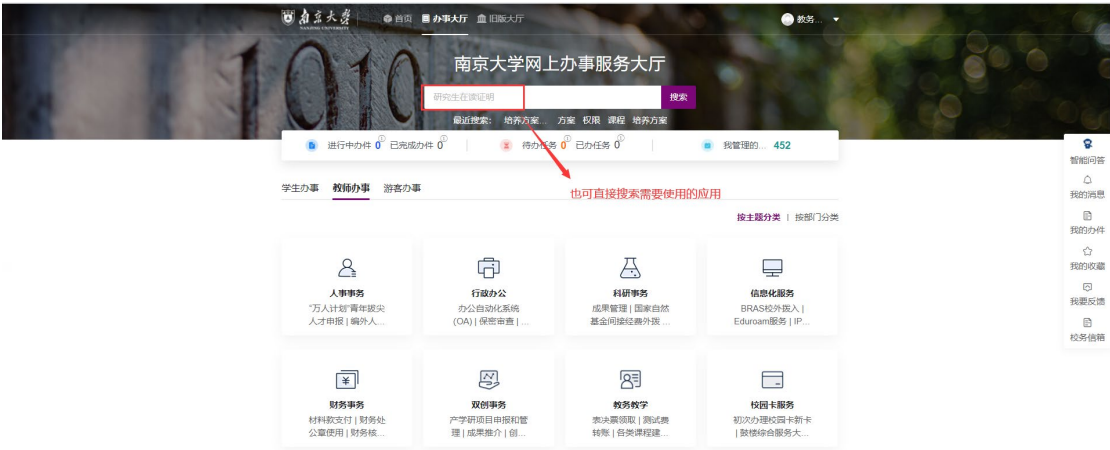 南京大学 首页 办事大厅 旧版大厅 教务...
NANJING UNIVERSITY
南京大学网上办事服务大厅
研究生在读证明 搜索
最近搜索: 培养方案... 方案 权限 课程 培养方案
进行中办件 0 已完成办件 0 待办任务 0 已办任务 0 我管理的... 452
学生办事 教师办事 游客办事
也可直接搜索需要使用的应用
按主题分类 | 按部门分类
人事事务
"万人计划"青年拔尖
人才申报 | 编外人...
行政办公
办公自动化系统
(OA) | 保密审查 | ...
科研事务
成果管理 | 国家自然
基金间接经费外拨 ...
信息化服务
BRAS校外拨入 |
Eduroam服务 | IP...
财务事务
材料款支付 | 财务处
公章使用 | 财务核...
双创事务
产学研项目申报和管
理 | 成果推介 | 创...
教务教学
表决票领取 | 测试费
转账 | 各类课程建...
校园卡服务
初次办理校园卡新卡
| 鼓楼综合服务大...
智能问答
我的消息
我的办件
我的收藏
我要反馈
校务信箱